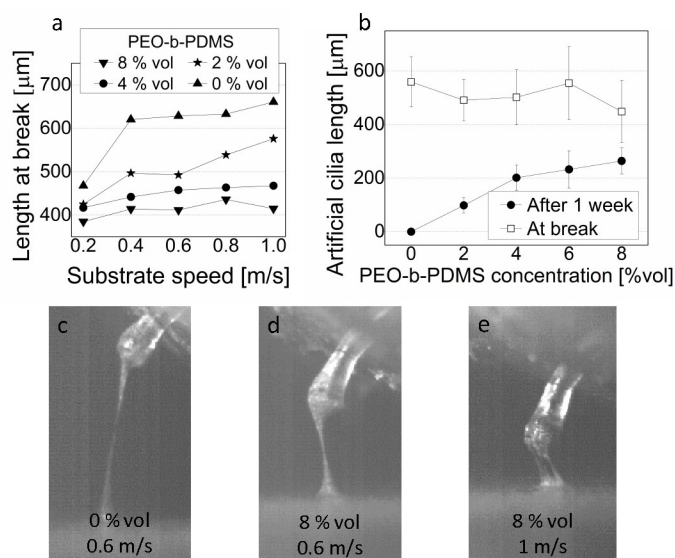 a
PEO-b-PDMS
8 % vol
2 % vol
4 % vol
0 % vol
Length at break [µm]
700
600
500
400
0.2
0.4
0.6
0.8
1.0
Substrate speed [m/s]
b
Artificial cilia length [µm]
600
400
200
0
After 1 week
At break
0
2
4
6
8
PEO-b-PDMS concentration [%vol]
c
0 % vol
0.6 m/s
d
8 % vol
0.6 m/s
e
8 % vol
1 m/s